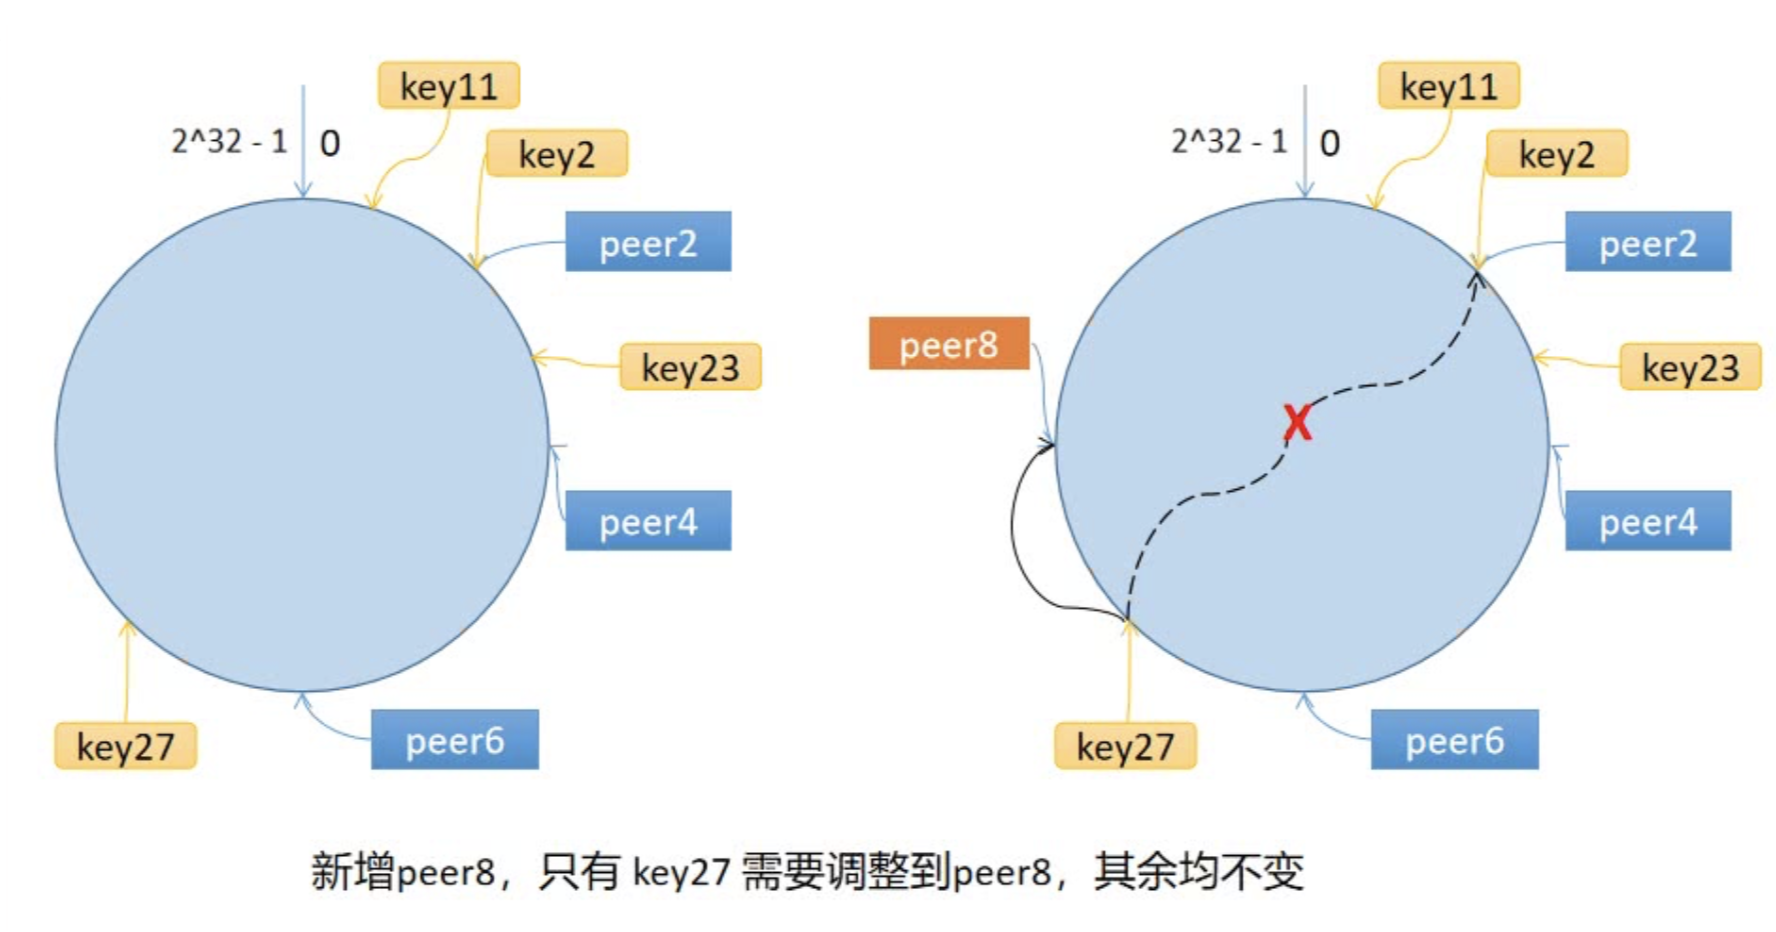 key11
2^32 - 1
0
key2
peer2
key23
peer4
key27
peer6
key11
2^32 - 1
0
key2
peer2
peer8
X
key23
peer4
key27
peer6
新增peer8，只有 key27 需要调整到peer8，其余均不变